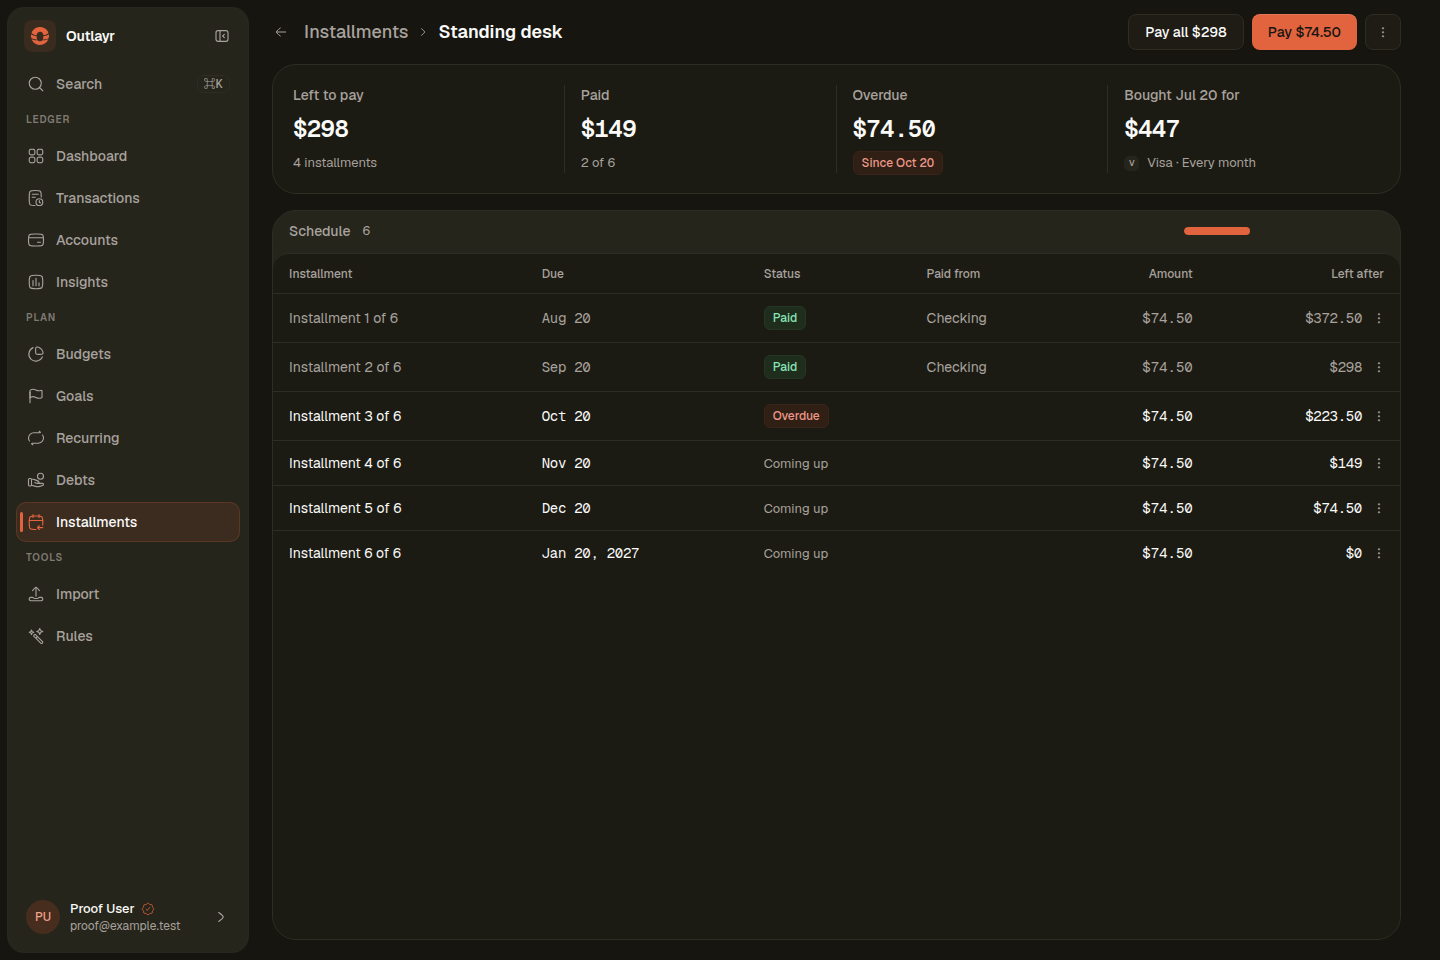 Outlayr
Search ⌘K
LEDGER
Dashboard
Transactions
Accounts
Insights
PLAN
Budgets
Goals
Recurring
Debts
Installments
TOOLS
Import
Rules
PU Proof User
proof@example.test
Installments Standing desk
Pay all $298 Pay $74.50
Left to pay
$298
4 installments
Paid
$149
2 of 6
Overdue
$74.50
Since Oct 20
Bought Jul 20 for
$447
V Visa · Every month
Schedule 6
Installment Due Status Paid from Amount Left after
Installment 1 of 6 Aug 20 Paid Checking $74.50 $372.50
Installment 2 of 6 Sep 20 Paid Checking $74.50 $298
Installment 3 of 6 Oct 20 Overdue $74.50 $223.50
Installment 4 of 6 Nov 20 Coming up $74.50 $149
Installment 5 of 6 Dec 20 Coming up $74.50 $74.50
Installment 6 of 6 Jan 20, 2027 Coming up $74.50 $0